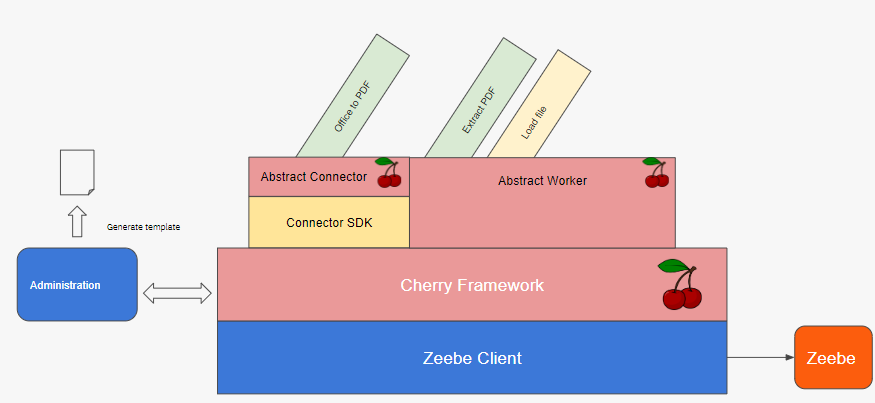 Office to PDF
Extract PDF
Load file
Abstract Connector
Abstract Worker
Connector SDK
Generate template
Administration
Cherry Framework
Zeebe Client
Zeebe